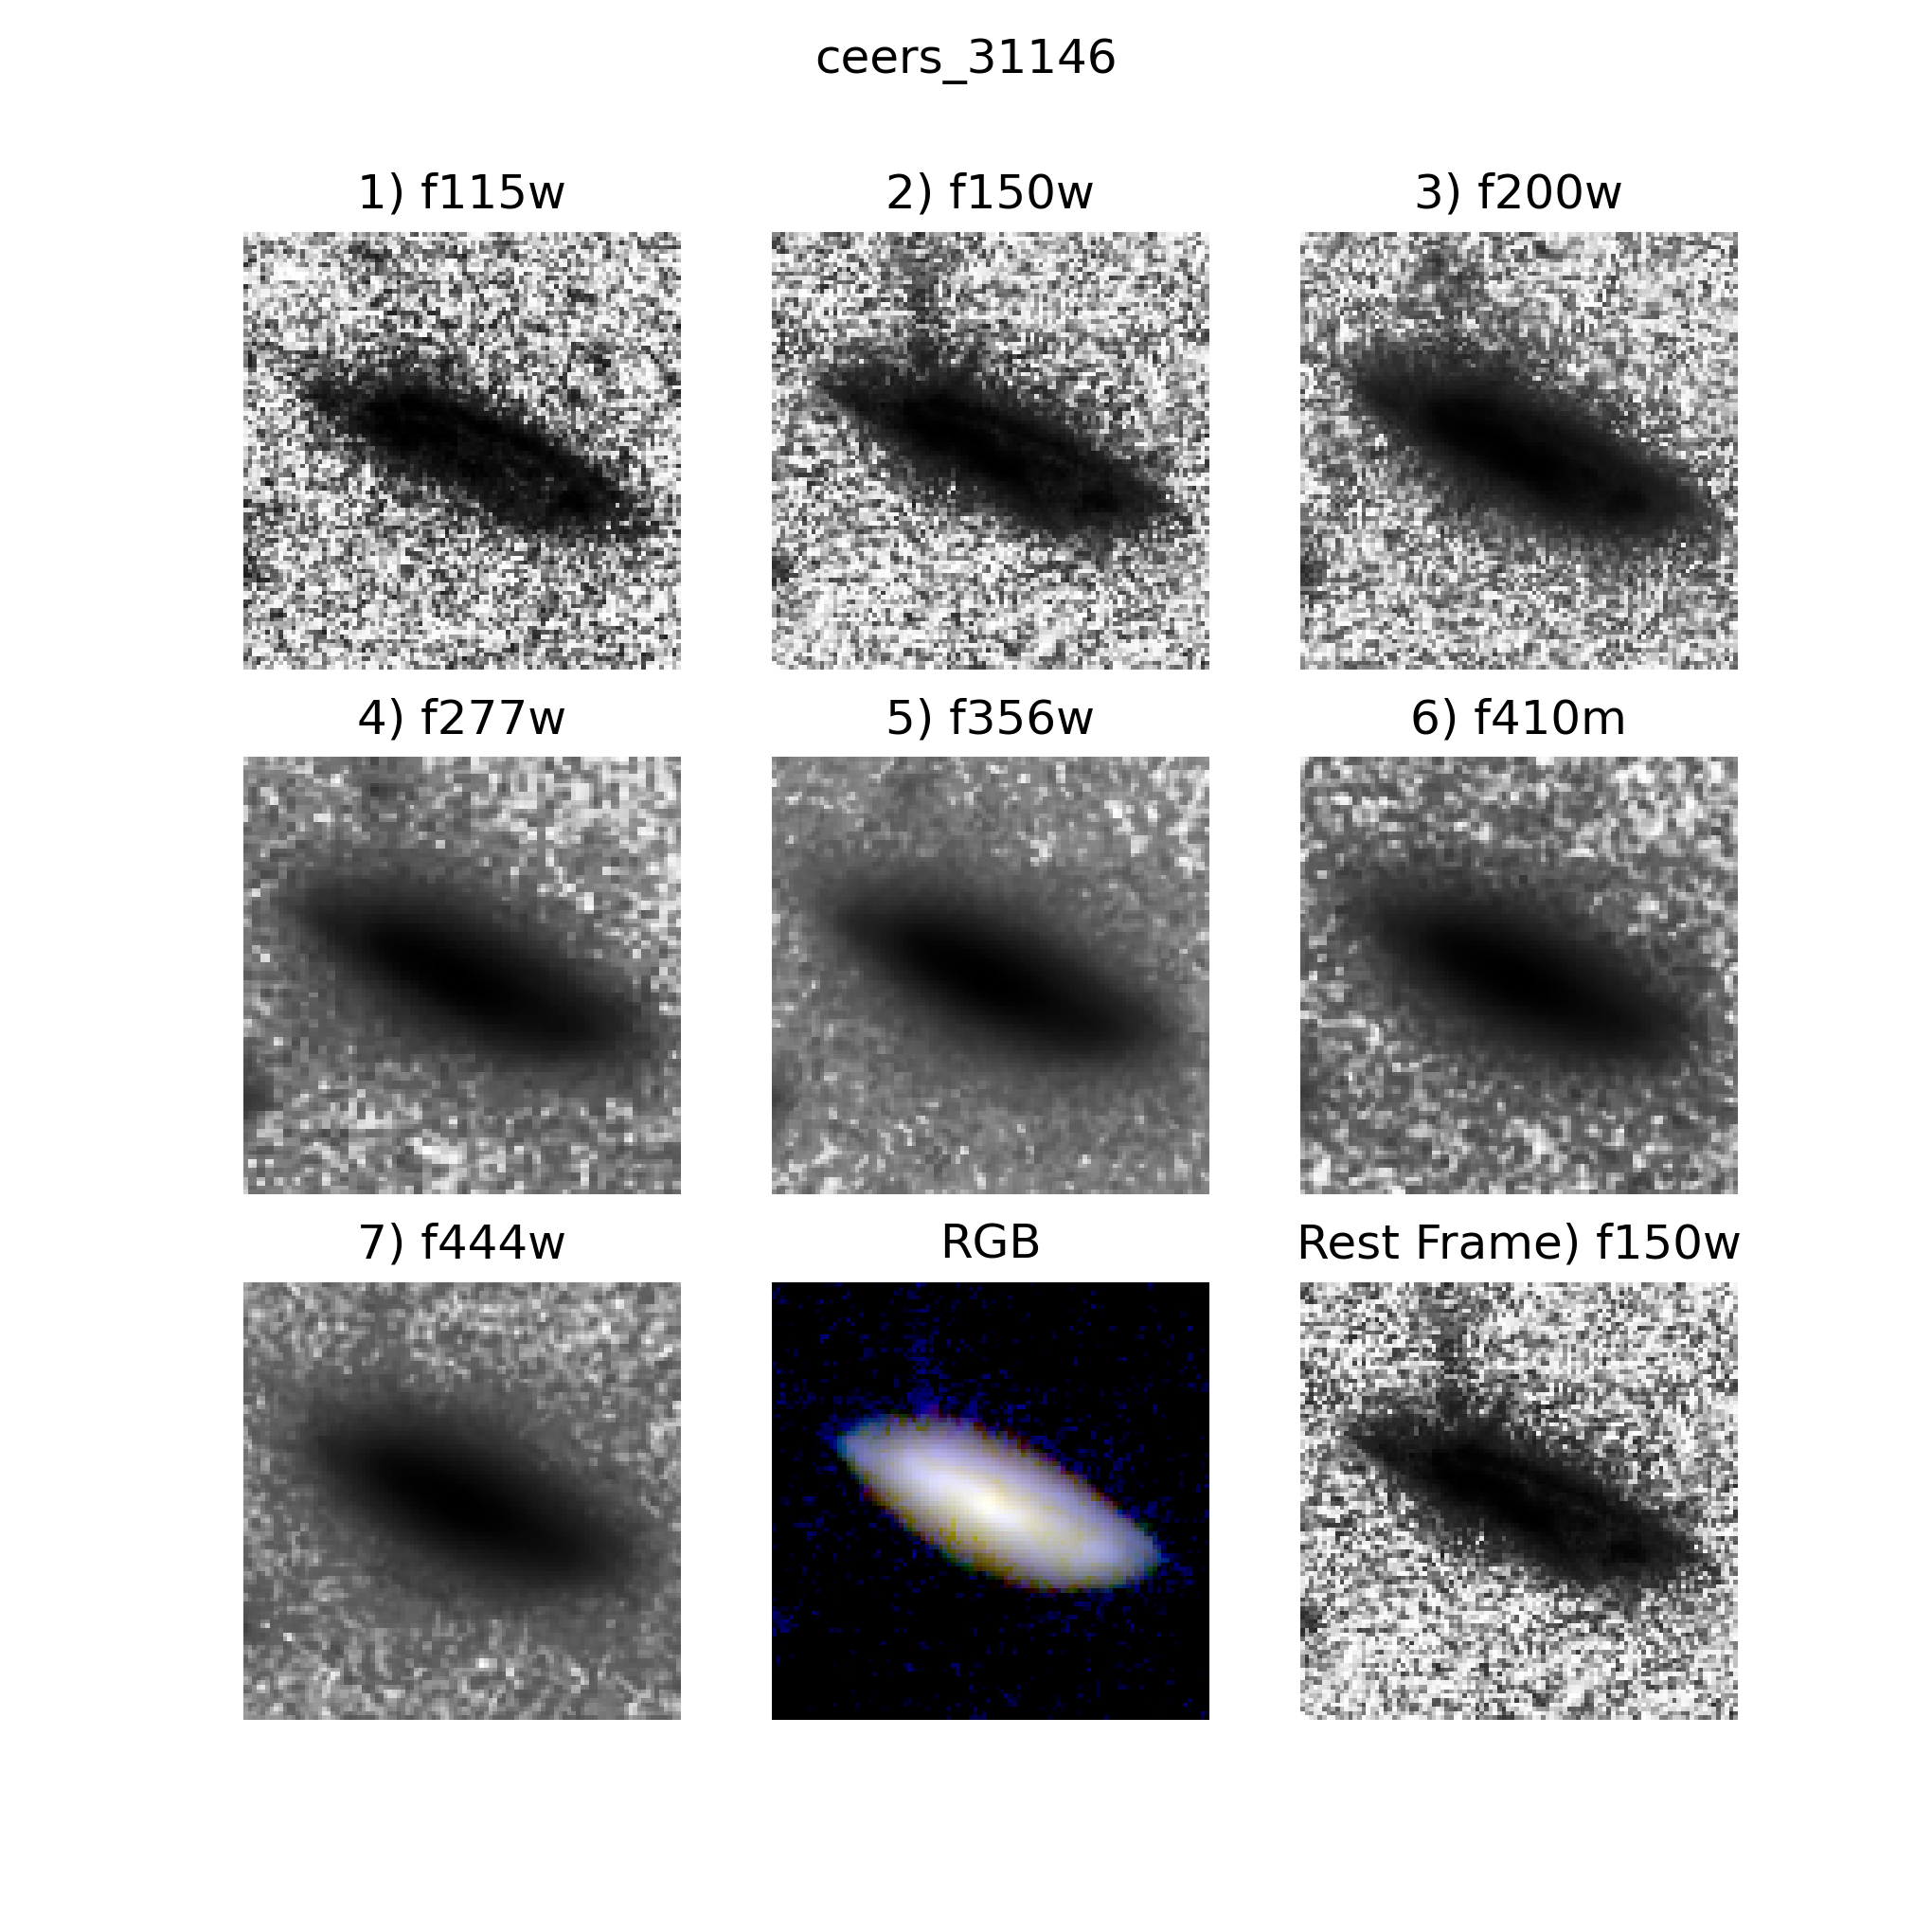 ceers_31146
1) f115w
2) f150w
3) f200w
4) f277w
5) f356w
6) f410m
7) f444w
RGB
Rest Frame) f150w